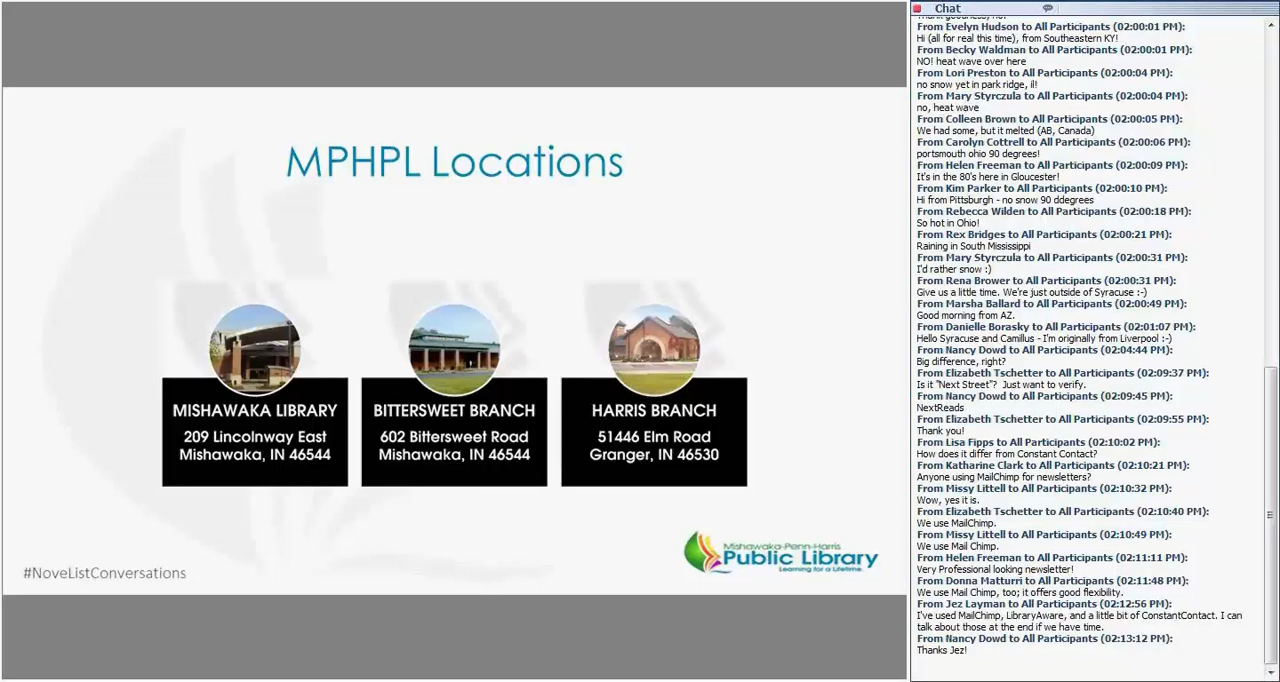 MPHPL Locations
MISHAWAKA LIBRARY
209 Lincolnway East
Mishawaka, IN 46544
BITTERSWEET BRANCH
602 Bittersweet Road
Mishawaka, IN 46544
HARRIS BRANCH
51446 Elm Road
Granger, IN 46530
#NoveListConversations
Mishawaka-Penn-Harris
Public Library
Learning for a Lifetime
Chat
From Evelyn Hudson to All Participants (02:00:01 PM):
Hi (all for real this time), from Southeastern KY!
From Becky Waldman to All Participants (02:00:01 PM):
NO! heat wave over here
From Lori Preston to All Participants (02:00:04 PM):
no snow yet in park ridge, il!
From Mary Styrczula to All Participants (02:00:04 PM):
no, heat wave
From Colleen Brown to All Participants (02:00:05 PM):
We had some, but it melted (AB, Canada)
From Carolyn Cottrell to All Participants (02:00:06 PM):
portsmouth ohio 90 degrees!
From Helen Freeman to All Participants (02:00:09 PM):
It's in the 80's here in Gloucester!
From Kim Parker to All Participants (02:00:10 PM):
Hi from Pittsburgh - no snow 90 ddegrees
From Rebecca Wilden to All Participants (02:00:18 PM):
So hot in Ohio!
From Rex Bridges to All Participants (02:00:21 PM):
Raining in South Mississippi
From Mary Styrczula to All Participants (02:00:31 PM):
I'd rather snow :)
From Rena Brower to All Participants (02:00:31 PM):
Give us a little time. We're just outside of Syracuse :-)
From Marsha Ballard to All Participants (02:00:49 PM):
Good morning from AZ.
From Danielle Borasky to All Participants (02:01:07 PM):
Hello Syracuse and Camillus - I'm originally from Liverpool :-)
From Nancy Dowd to All Participants (02:04:44 PM):
Big difference, right?
From Elizabeth Tschetter to All Participants (02:09:37 PM):
Is it "Next Street"?  Just want to verify.
From Nancy Dowd to All Participants (02:09:45 PM):
NextReads
From Elizabeth Tschetter to All Participants (02:09:55 PM):
Thank you!
From Lisa Fipps to All Participants (02:10:02 PM):
How does it differ from Constant Contact?
From Katharine Clark to All Participants (02:10:21 PM):
Anyone using MailChimp for newsletters?
From Missy Littell to All Participants (02:10:32 PM):
Wow, yes it is.
From Elizabeth Tschetter to All Participants (02:10:40 PM):
We use MailChimp.
From Missy Littell to All Participants (02:10:49 PM):
We use Mail Chimp.
From Helen Freeman to All Participants (02:11:11 PM):
Very Professional looking newsletter!
From Donna Matturri to All Participants (02:11:48 PM):
We use Mail Chimp, too; it offers good flexibility.
From Jez Layman to All Participants (02:12:56 PM):
I've used MailChimp, LibraryAware, and a little bit of ConstantContact. I can
talk about those at the end if we have time.
From Nancy Dowd to All Participants (02:13:12 PM):
Thanks Jez!